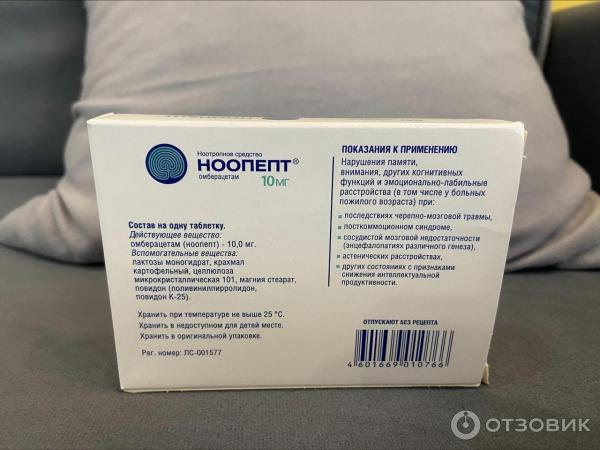 Ноотропное средство
НООПЕПТ®
омберацетам
10 мг
Состав на одну таблетку.
Действующее вещество:
омберацетам (ноопепт) - 10,0 мг.
Вспомогательные вещества:
лактозы моногидрат, крахмал
картофельный, целлюлоза
микрокристаллическая 101, магния стеарат,
повидон (поливинилпирролидон,
повидон К-25).
Хранить при температуре не выше 25 °С.
Хранить в недоступном для детей месте.
Хранить в оригинальной упаковке.
Рег. номер: ЛС-001577
ПОКАЗАНИЯ К ПРИМЕНЕНИЮ
Нарушения памяти,
внимания, других когнитивных
функций и эмоционально-лабильные
расстройства (в том числе у больных
пожилого возраста) при:
• последствиях черепно-мозговой травмы,
• посткоммоционном синдроме,
• сосудистой мозговой недостаточности
(энцефалопатиях различного генеза),
• астенических расстройствах,
• других состояниях с признаками
снижения интеллектуальной
продуктивности.
ОТПУСКАЮТ БЕЗ РЕЦЕПТА
4 601669 010766
ОТЗОВИК